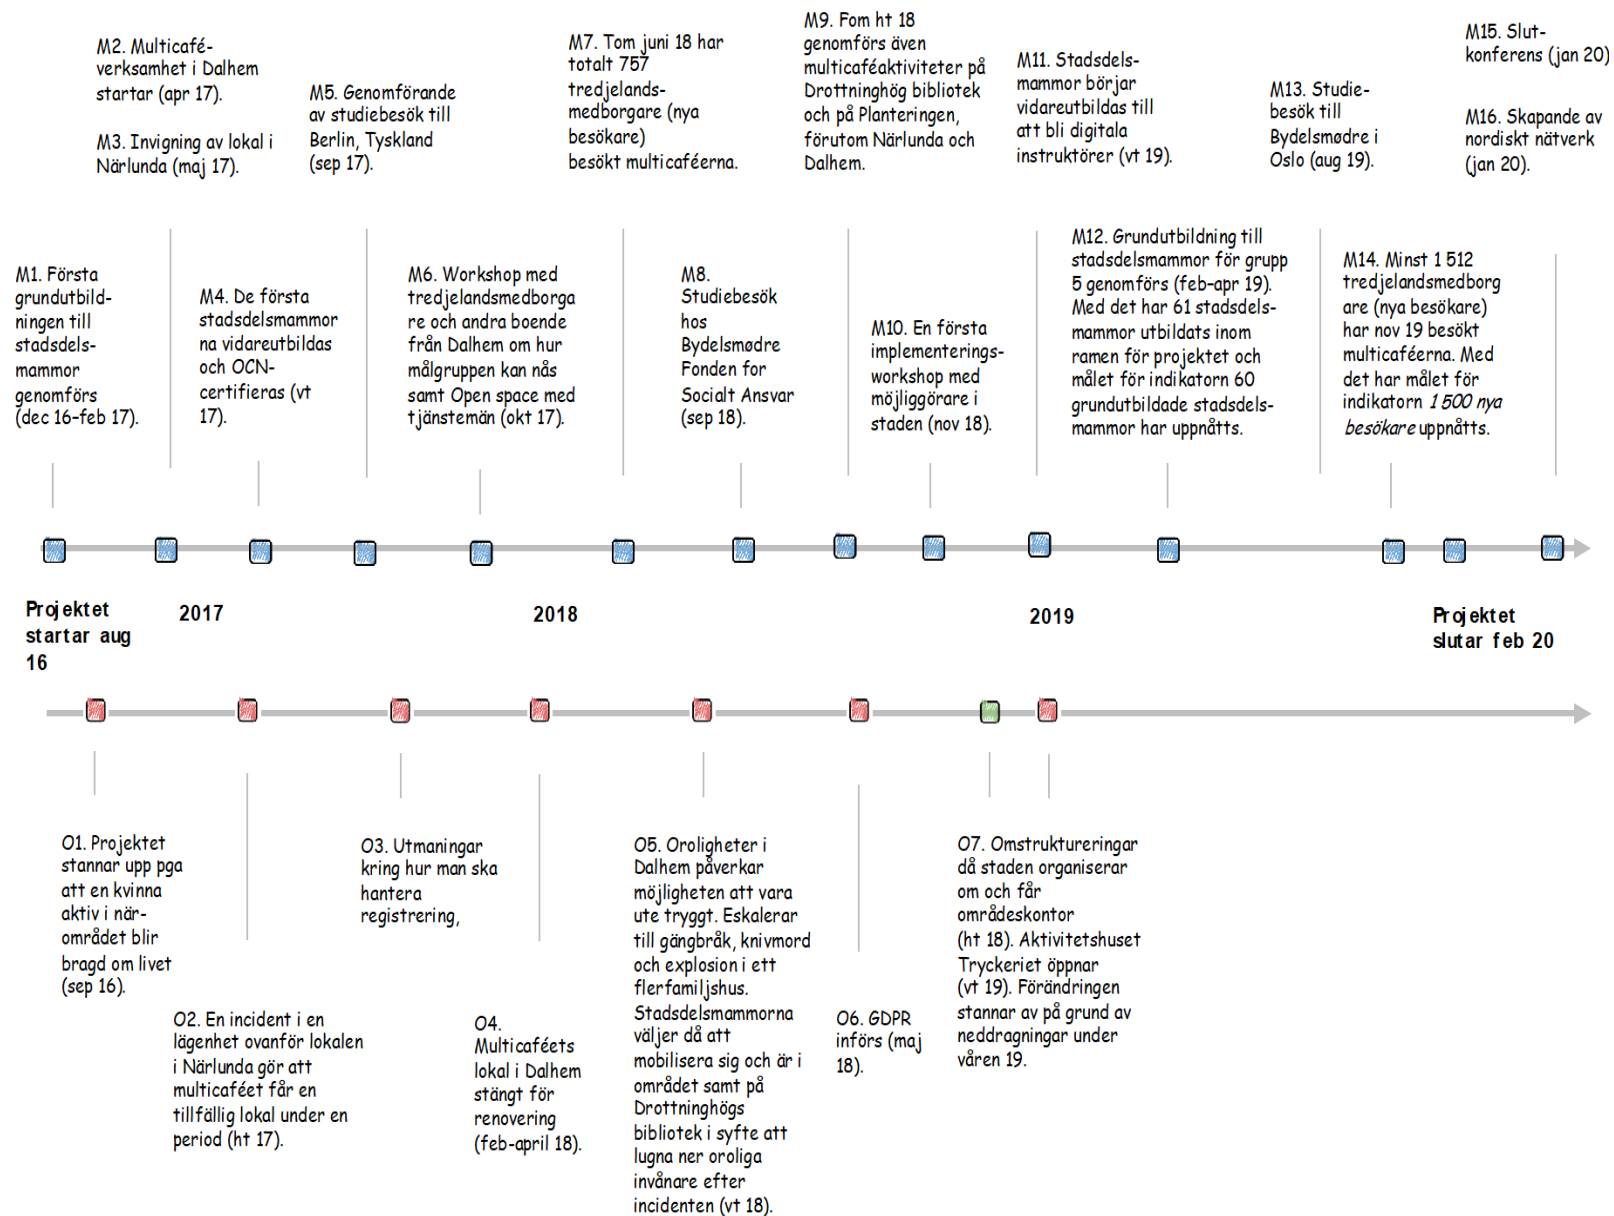 M2. Multicafé-
verksamhet i Dalhem
startar (apr 17).
M3. Invigning av lokal i
Närlunda (maj 17).
M5. Genomförande
av studiebesök till
Berlin, Tyskland
(sep 17).
M7. Tom juni 18 har
totalt 757
tredjelands-
medborgare (nya
besökare)
besökt multicaféerna.
M9. Fom ht 18
genomförs även
multicaféaktiviteter på
Drottninghög bibliotek
och på Planteringen,
förutom Närlunda och
Dalhem.
M11. Stadsdels-
mammor börjar
vidareutbildas till
att bli digitala
instruktörer (vt 19).
M13. Studie-
besök till
Bydelsmødre i
Oslo (aug 19).
M15. Slut-
konferens (jan 20)
M16. Skapande av
nordiskt nätverk
(jan 20).
M1. Första
grundutbild-
ningen till
stadsdels-
mammor
genomförs
(dec 16–feb 17).
M4. De första
stadsdelsmammor
na vidareutbildas
och OCN-
certifieras (vt
17).
M6. Workshop med
tredjelandsmedborga
re och andra boende
från Dalhem om hur
målgruppen kan nås
samt Open space med
tjänstemän (okt 17).
M8.
Studiebesök
hos
Bydelsmødre
Fonden for
Socialt Ansvar
(sep 18).
M10. En första
implementerings-
workshop med
möjliggörare i
staden (nov 18).
M12. Grundutbildning till
stadsdelsmammor för grupp
5 genomförs (feb–apr 19).
Med det har 61 stadsdels-
mammor utbildats inom
ramen för projektet och
målet för indikatorn 60
grundutbildade stadsdels-
mammor har uppnåtts.
M14. Minst 1 512
tredjelandsmedborg
are (nya besökare)
har nov 19 besökt
multicaféerna. Med
det har målet för
indikatorn 1 500 nya
besökare uppnåtts.
Projektet
startar aug
16
2017
2018
2019
Projektet
slutar feb 20
O1. Projektet
stannar upp pga
att en kvinna
aktiv i när-
området blir
bragd om livet
(sep 16).
O2. En incident i en
lägenhet ovanför lokalen
i Närlunda gör att
multicaféet får en
tillfällig lokal under en
period (ht 17).
O3. Utmaningar
kring hur man ska
hantera
registrering,
O4.
Multicaféets
lokal i Dalhem
stängt för
renovering
(feb-april 18).
O5. Oroligheter i
Dalhem påverkar
möjligheten att vara
ute tryggt. Eskalerar
till gängbråk, knivmord
och explosion i ett
flerfamiljshus.
Stadsdelsmammorna
väljer då att
mobilisera sig och är i
området samt på
Drottninghögs
bibliotek i syfte att
lugna ner oroliga
invånare efter
incidenten (vt 18).
O6. GDPR
införs (maj
18).
O7. Omstruktureringar
då staden organiserar
om och får
områdeskontor
(ht 18). Aktivitetshuset
Tryckeriet öppnar
(vt 19). Förändringen
stannar av på grund av
neddragningar under
våren 19.